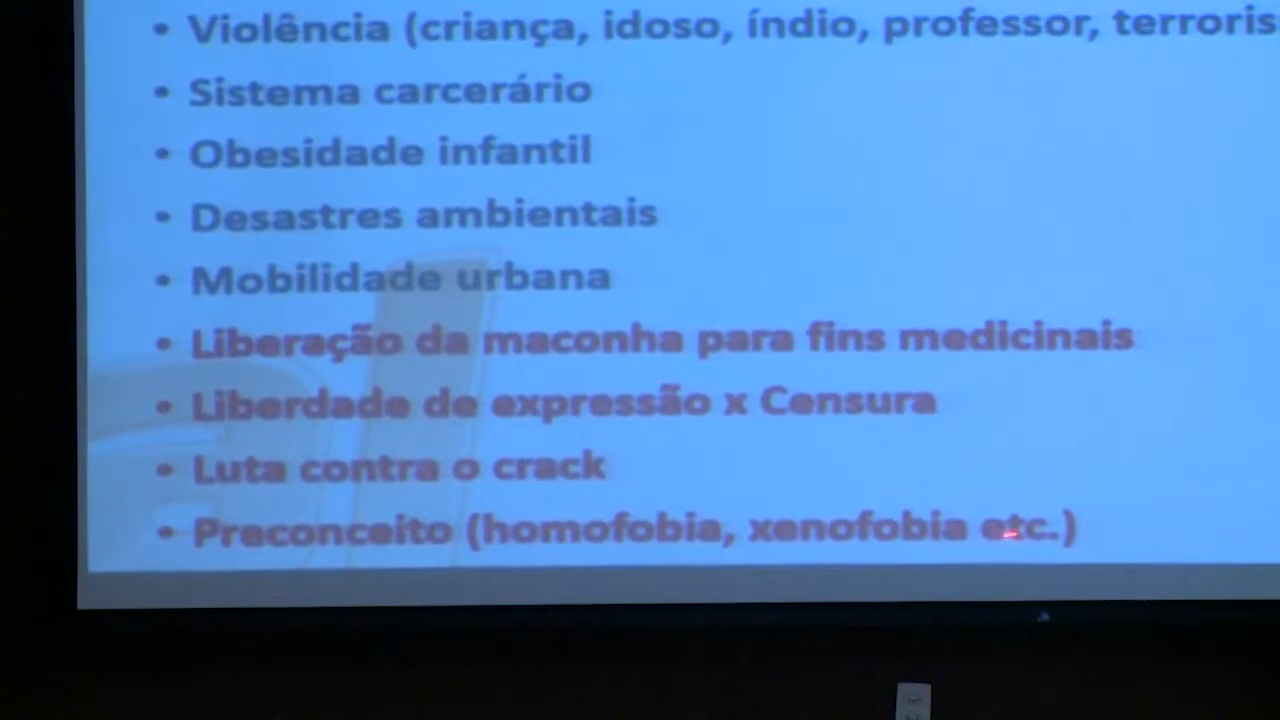 • Violência (criança, idoso, índio, professor, terroris
• Sistema carcerário
• Obesidade infantil
• Desastres ambientais
• Mobilidade urbana
• Liberação da maconha para fins medicinais
• Liberdade de expressão x Censura
• Luta contra o crack
• Preconceito (homofobia, xenofobia etc.)